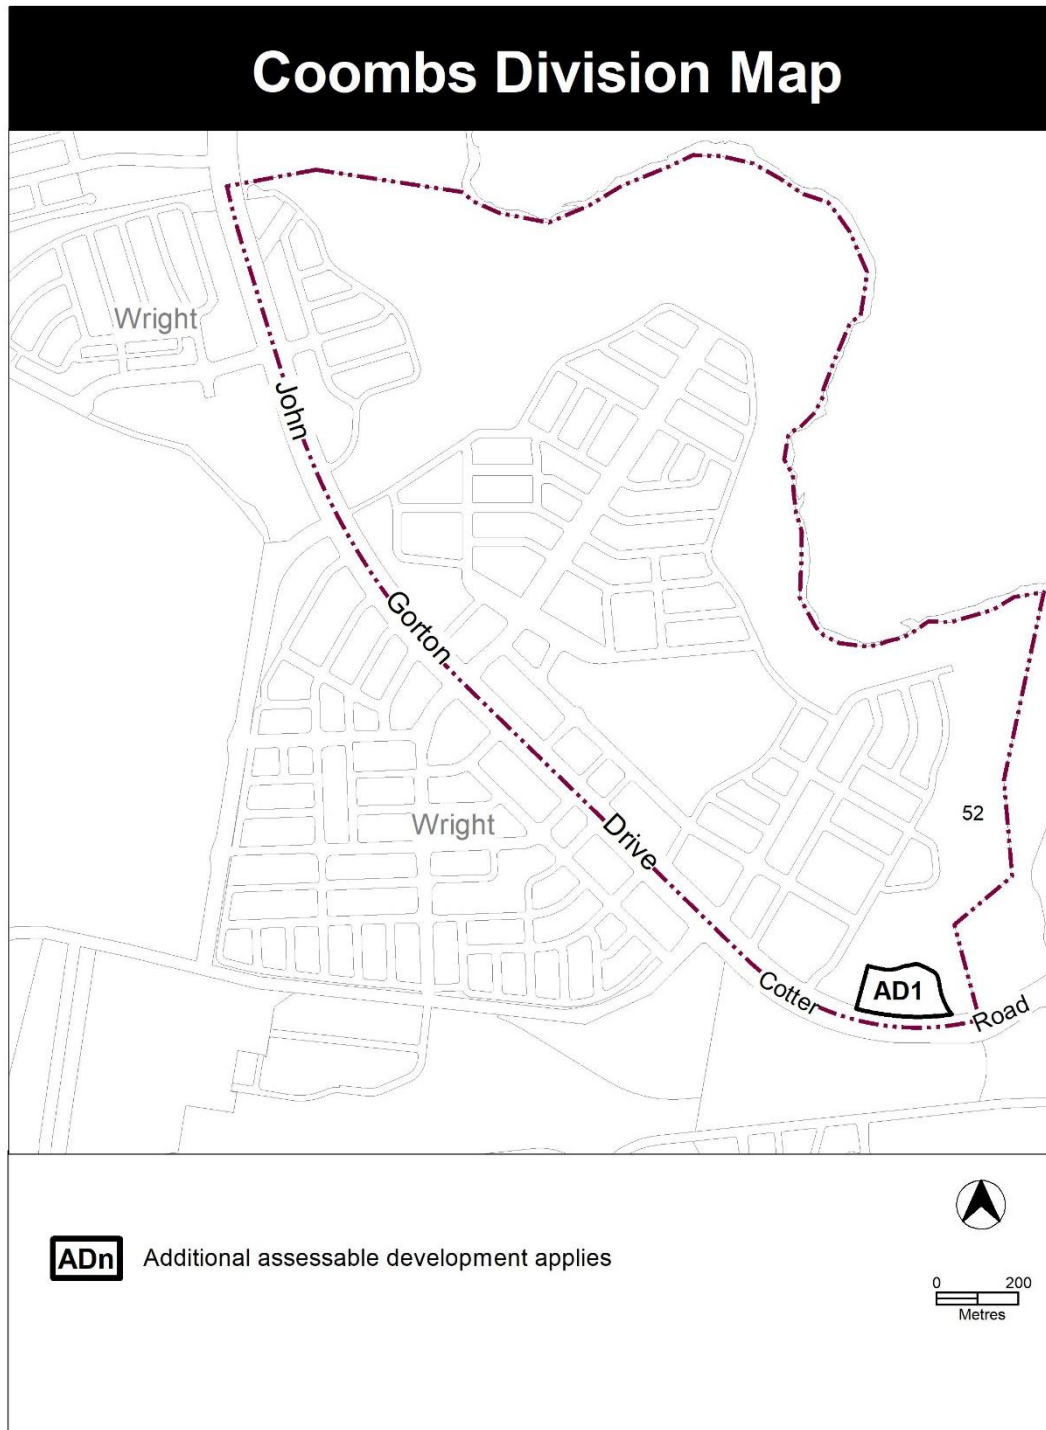 Coombs Division Map
Wright
John
Gorton
Wright
Drive
52
Cotter
AD1
Road
ADn Additional assessable development applies
0 200
Metres